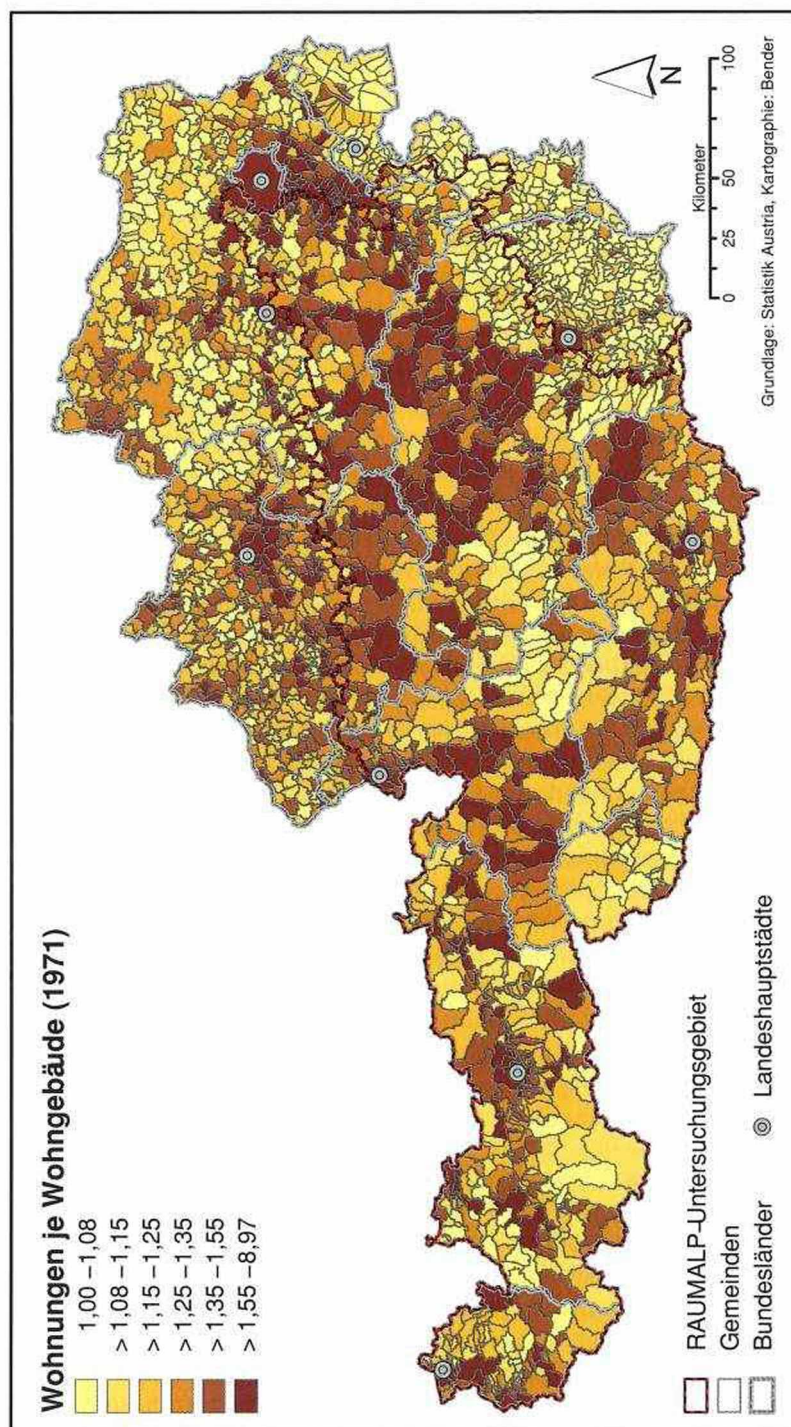 Wohnungen je Wohngebäude (1971)
1,00 –1,08
> 1,08 –1,15
> 1,15 –1,25
> 1,25 –1,35
> 1,35 –1,55
> 1,55 –8,97
RAUMALP-Untersuchungsgebiet
Gemeinden
Bundesländer
Landeshauptstädte
N
Kilometer
0 25 50 100
Grundlage: Statistik Austria, Kartographie: Bender